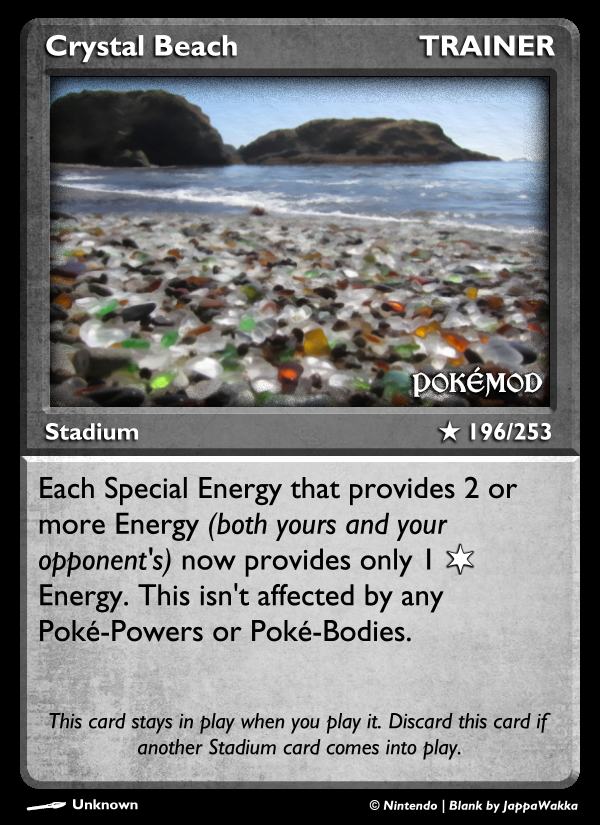 Crystal Beach TRAINER
POKÉMOD
Stadium ★ 196/253
Each Special Energy that provides 2 or
more Energy (both yours and your
opponent's) now provides only 1 ✶
Energy. This isn't affected by any
Poké-Powers or Poké-Bodies.
This card stays in play when you play it. Discard this card if
another Stadium card comes into play.
Unknown © Nintendo | Blank by JappaWakka